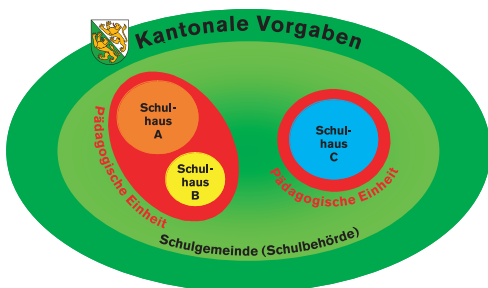 Kantonale Vorgaben
Pädagogische Einheit
Schul-
haus
A
Schul-
haus
B
Schul-
haus
C
Pädagogische Einheit
Schulgemeinde (Schulbehörde)